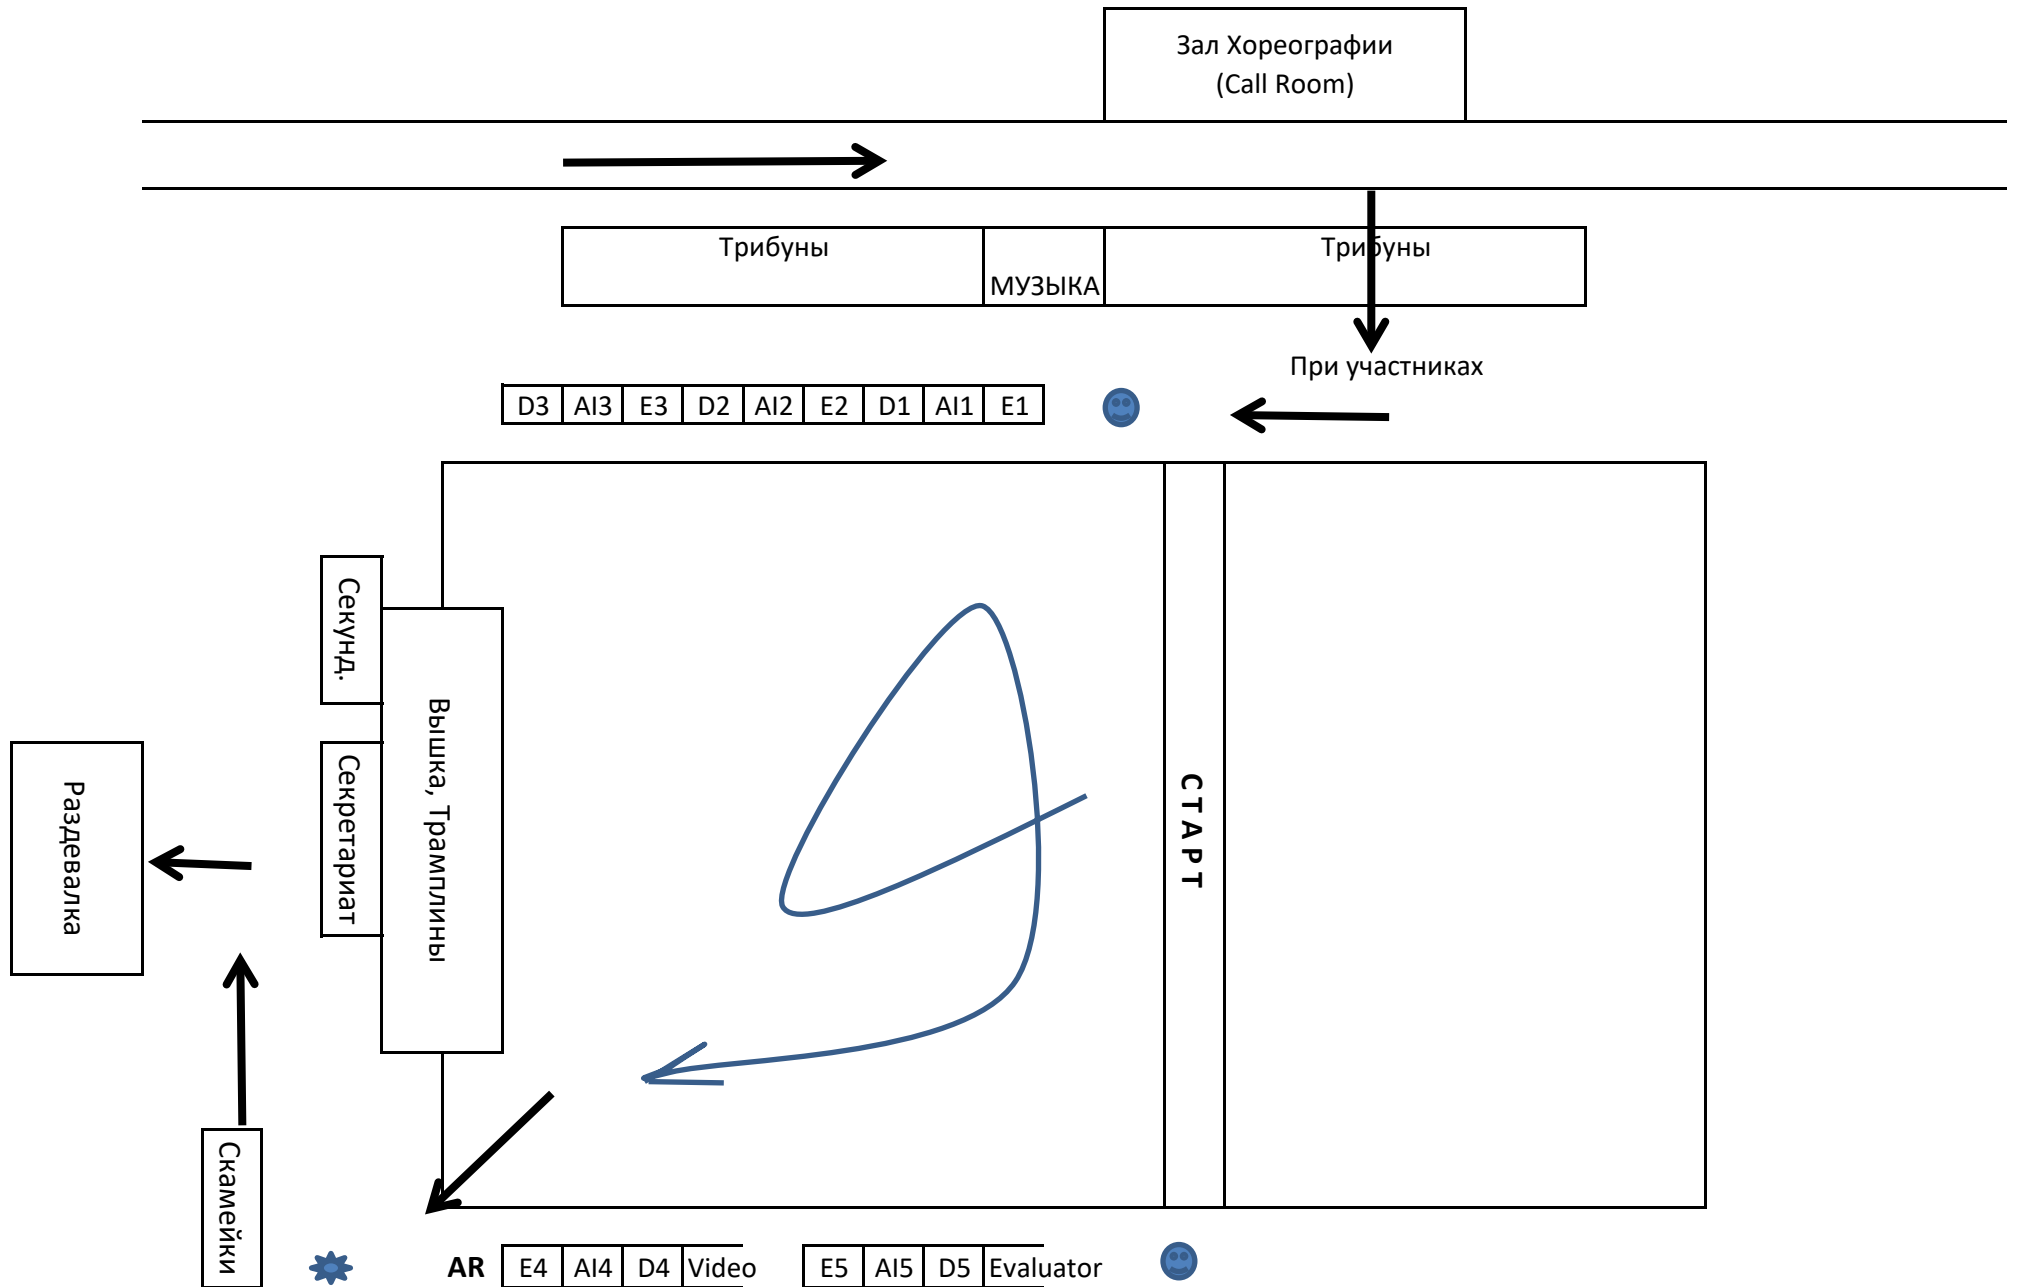 Зал Хореографии
(Call Room)
Трибуны
Трибуны
МУЗЫКА
При участниках
D3 AI3 E3 D2 AI2 E2 D1 AI1 E1
Секунд.
Вышка, Трамплины
Секретариат
Раздевалка
СТАРТ
Скамейки
AR E4 AI4 D4 Video E5 AI5 D5 Evaluator